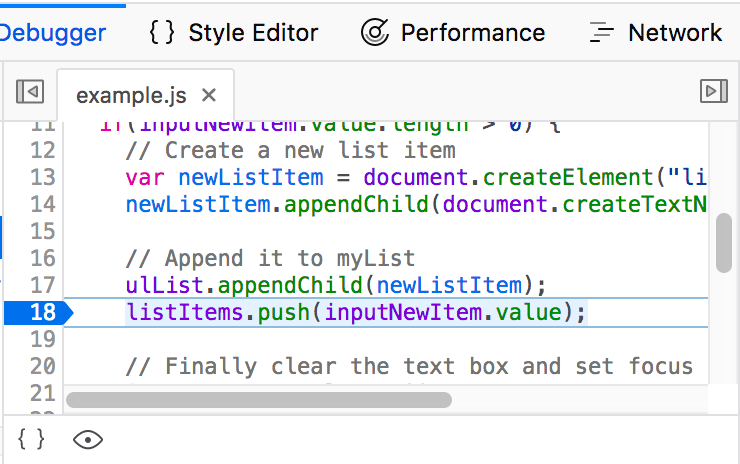 Debugger { } Style Editor Performance Network
example.js ×
11 if(inputNewItem.value.length > 0) {
12 // Create a new list item
13 var newListItem = document.createElement("li
14 newListItem.appendChild(document.createTextN
15
16 // Append it to myList
17 ulList.appendChild(newListItem);
18 listItems.push(inputNewItem.value);
19
20 // Finally clear the text box and set focus
21
{ }